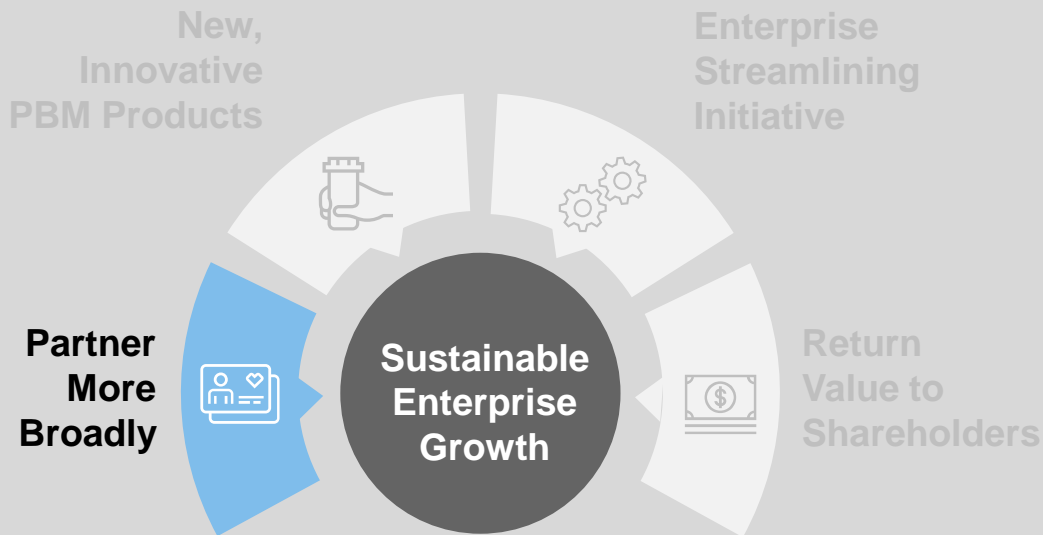 New,
Innovative
PBM Products
Enterprise
Streamlining
Initiative
Partner
More
Broadly
Sustainable
Enterprise
Growth
$
Return
Value to
Shareholders